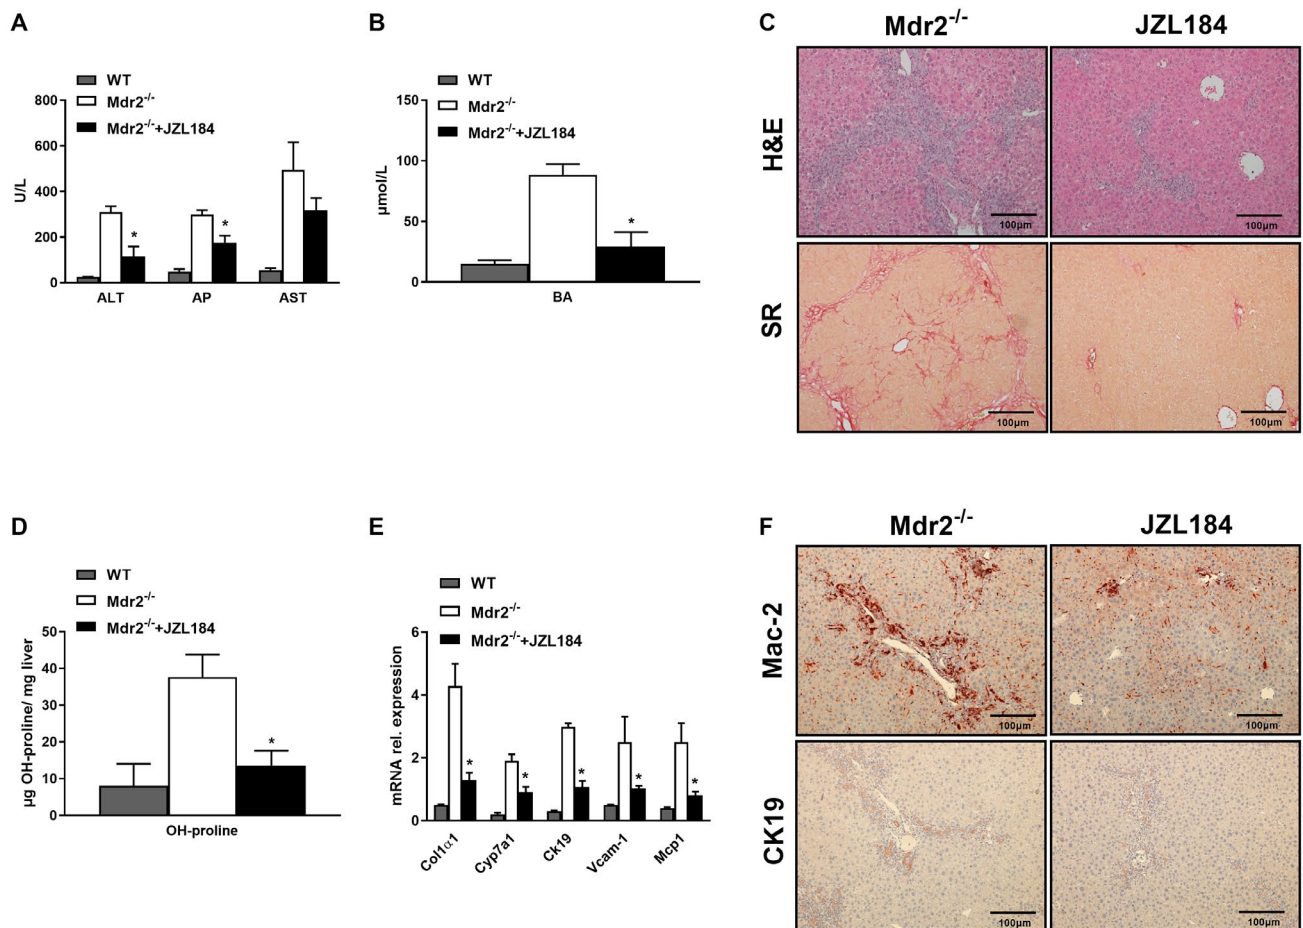 A
WT
Mdr2-/-
Mdr2-/-+JZL184
800
600
400
200
0
U/L
ALT
AP
AST
*
*
B
WT
Mdr2-/-
Mdr2-/-+JZL184
150
100
50
0
µmol/L
BA
*
C
Mdr2-/-
JZL184
H&E
100µm
100µm
SR
100µm
100µm
D
WT
Mdr2-/-
Mdr2-/-+JZL184
50
40
30
20
10
0
µg OH-proline/ mg liver
OH-proline
*
E
WT
Mdr2-/-
Mdr2-/-+JZL184
6
4
2
0
mRNA rel. expression
Col1α1
Cyp7a1
Ck19
Vcam-1
Mcp1
*
*
*
*
*
F
Mdr2-/-
JZL184
Mac-2
100µm
100µm
CK19
100µm
100µm